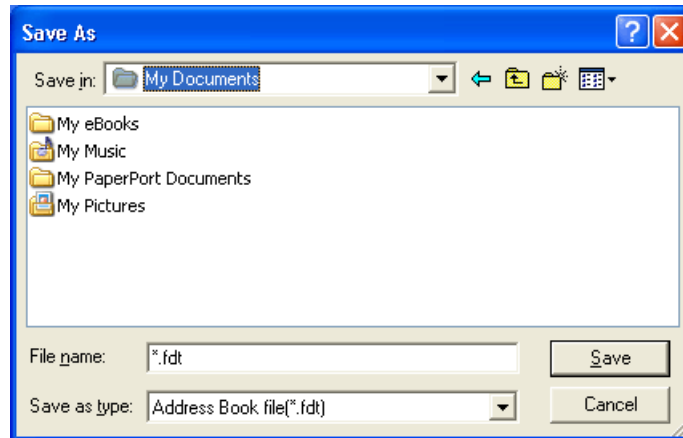 Save As
Save in: My Documents
My eBooks
My Music
My PaperPort Documents
My Pictures
File name: *.fdt Save
Save as type: Address Book file(*.fdt) Cancel